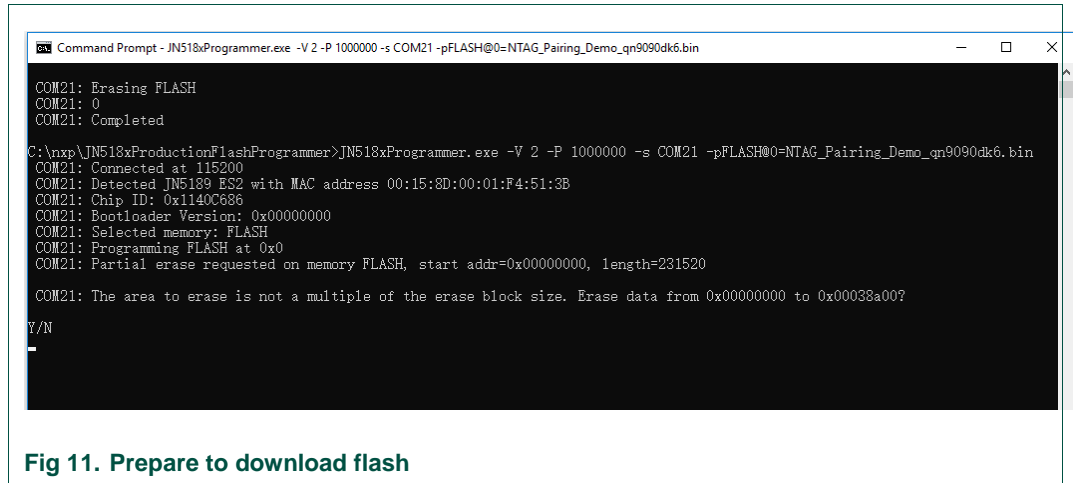 Command Prompt - JN518xProgrammer.exe -V 2 -P 1000000 -s COM21 -pFLASH@0=NTAG_Pairing_Demo_qn9090dk6.bin
COM21: Erasing FLASH
COM21: 0
COM21: Completed
C:\nxp\JN518xProductionFlashProgrammer>JN518xProgrammer.exe -V 2 -P 1000000 -s COM21 -pFLASH@0=NTAG_Pairing_Demo_qn9090dk6.bin
COM21: Connected at 115200
COM21: Detected JN5189 ES2 with MAC address 00:15:8D:00:01:F4:51:3B
COM21: Chip ID: 0x1140C686
COM21: Bootloader Version: 0x00000000
COM21: Selected memory: FLASH
COM21: Programming FLASH at 0x0
COM21: Partial erase requested on memory FLASH, start addr=0x00000000, length=231520
COM21: The area to erase is not a multiple of the erase block size. Erase data from 0x00000000 to 0x00038a00?
Y/N
Fig 11. Prepare to download flash